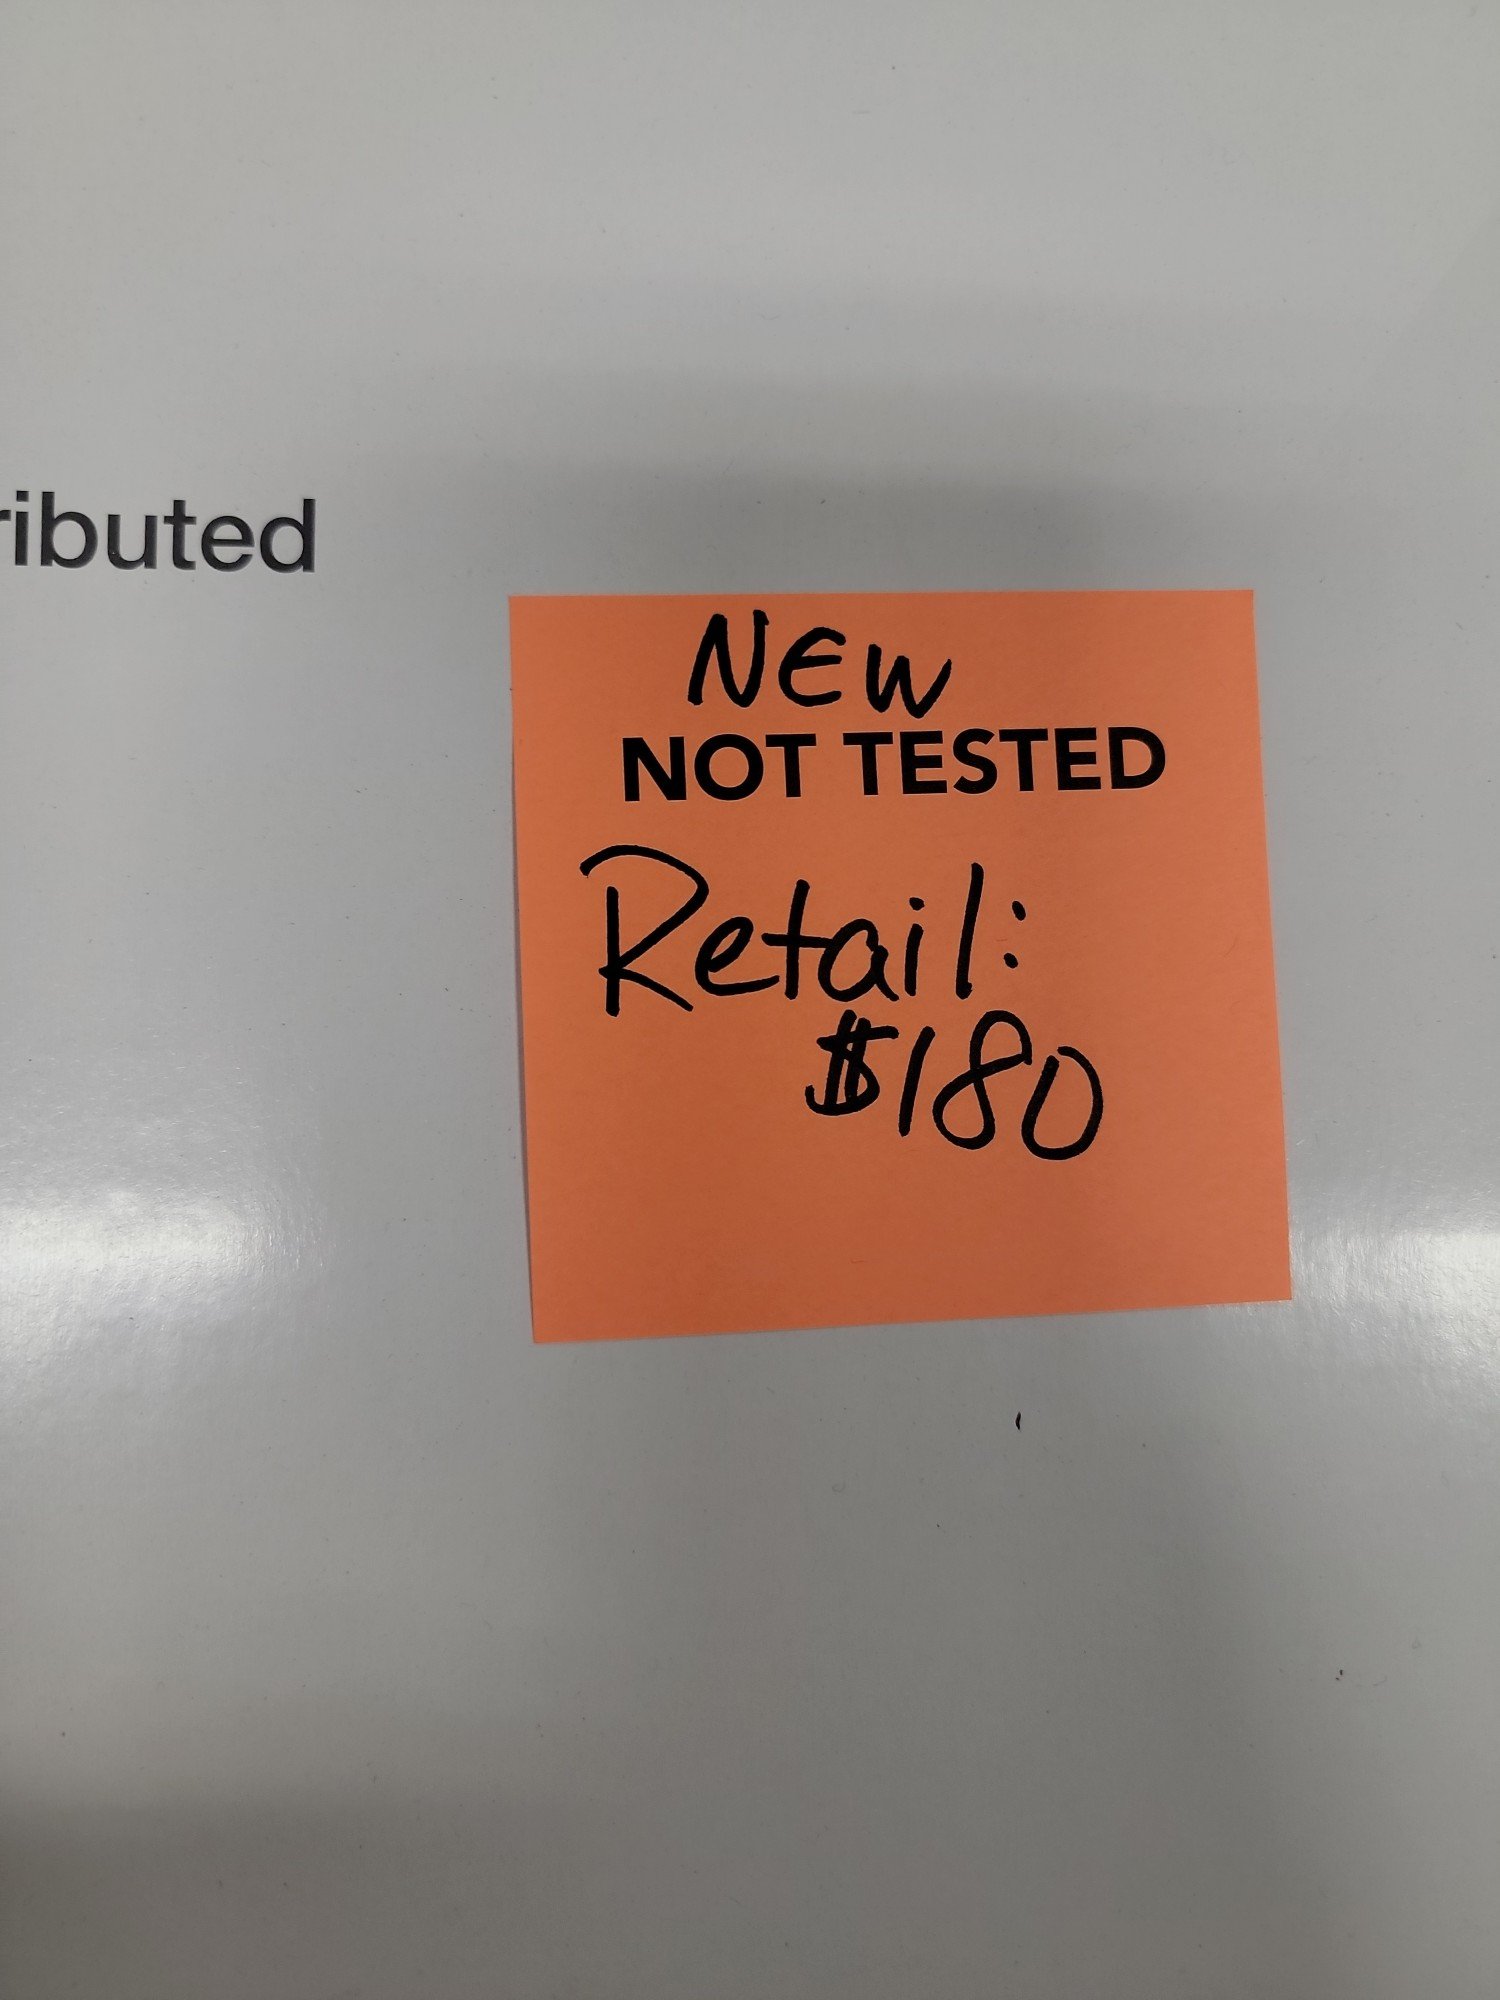 ributed
NEW
NOT TESTED
Retail:
$180